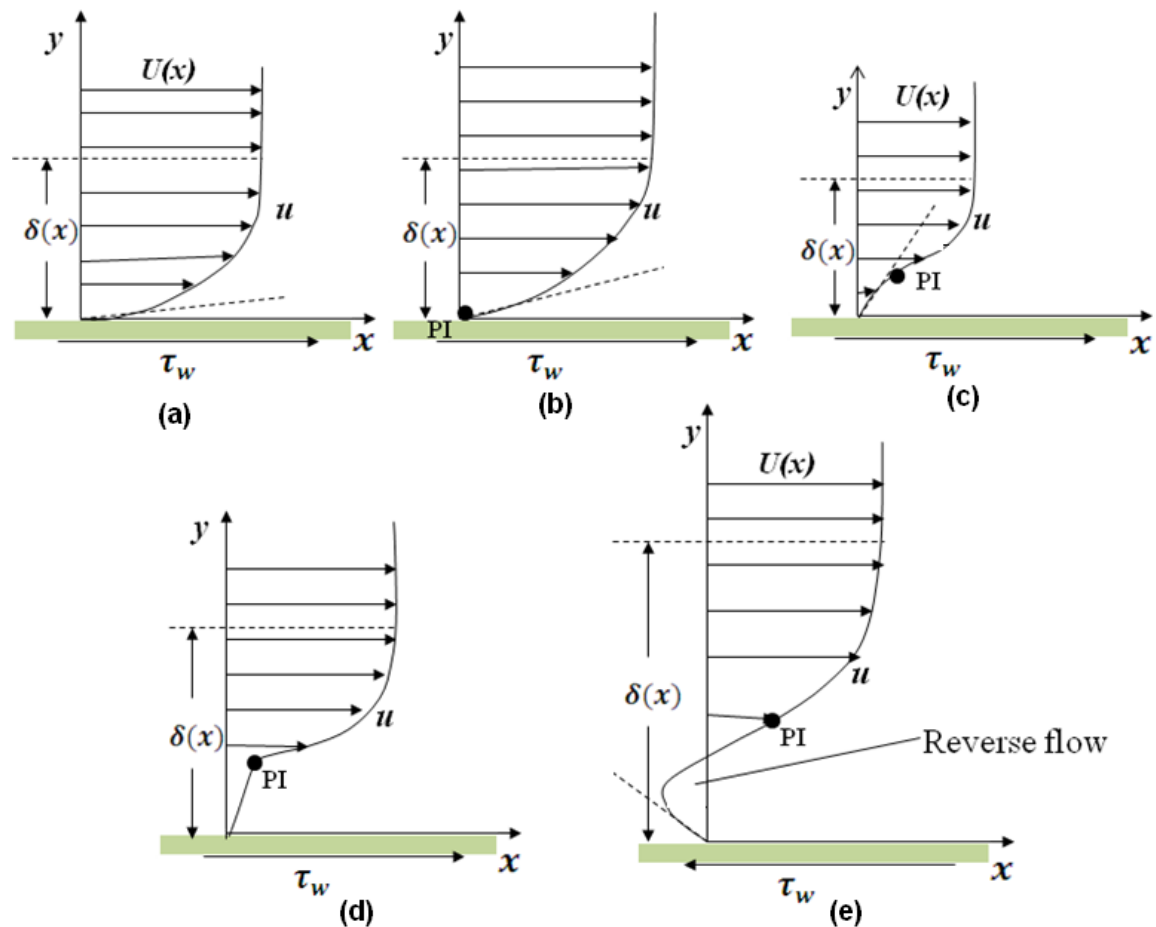 y
U(x)
δ(x)
u
x
τw
(a)
y
δ(x)
u
PI
x
τw
(b)
y
U(x)
δ(x)
u
PI
x
τw
(c)
y
δ(x)
u
PI
x
τw
(d)
y
U(x)
δ(x)
u
PI
Reverse flow
x
τw
(e)